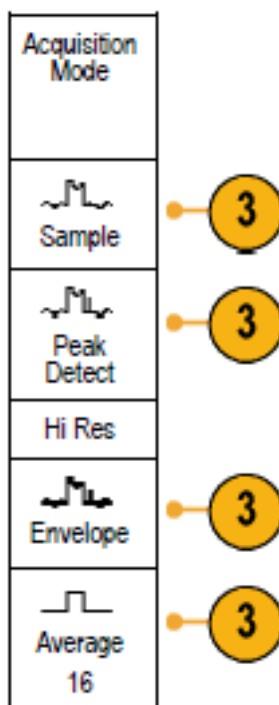 Acquisition
Mode
Sample
3
Peak
Detect
3
Hi Res
Envelope
3
Average
16
3